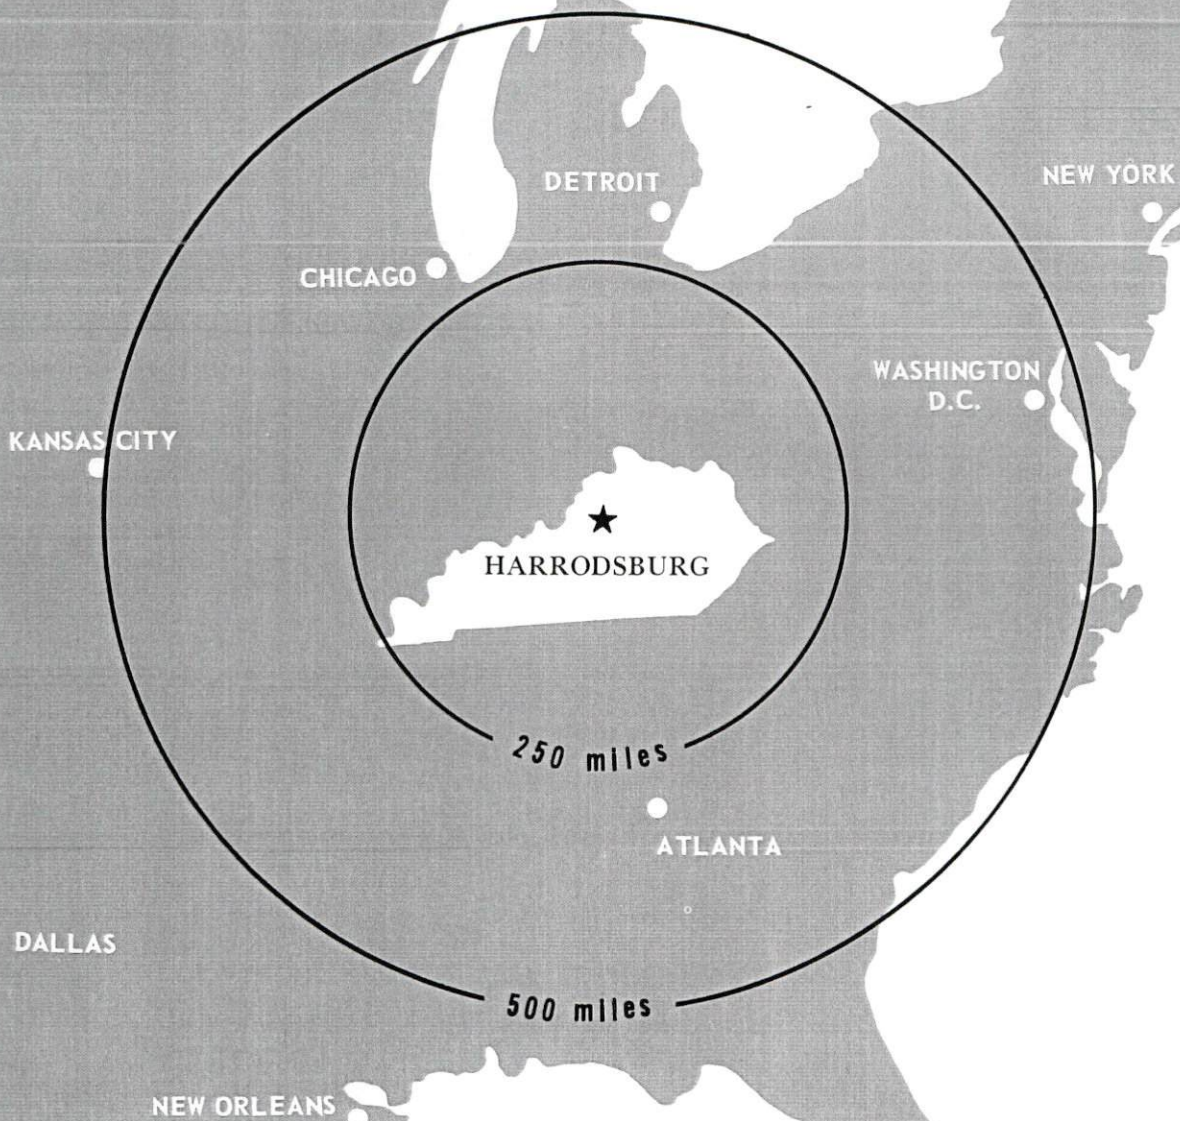 DETROIT
NEW YORK
CHICAGO
WASHINGTON
D.C.
KANSAS CITY
HARRODSBURG
250 miles
ATLANTA
DALLAS
500 miles
NEW ORLEANS